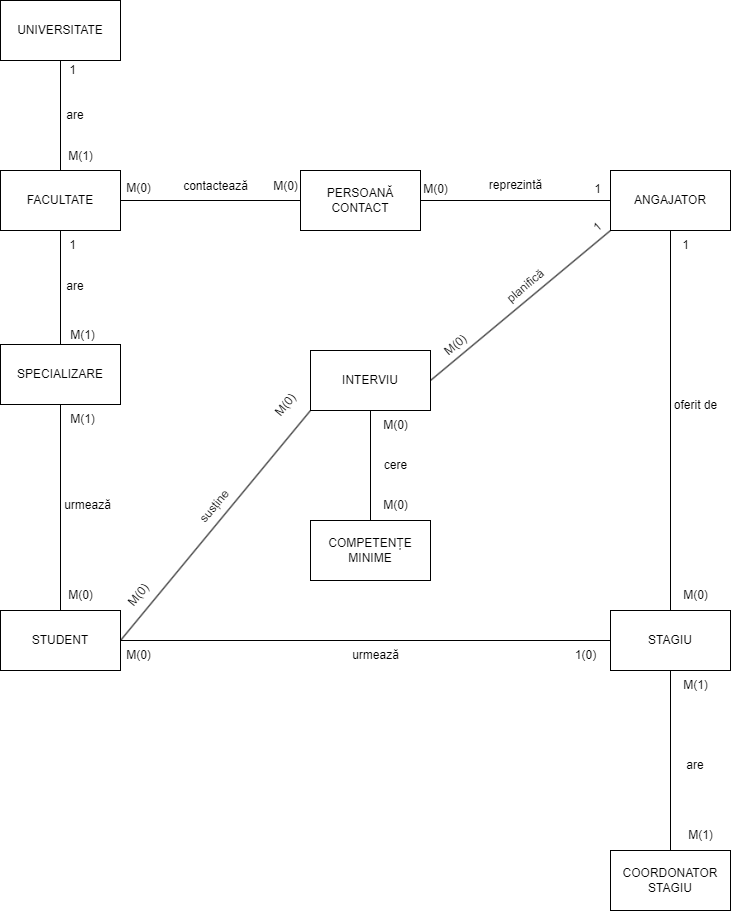 UNIVERSITATE
1
are
M(1)
FACULTATE
M(0)
contactează
M(0)
PERSOANĂ
CONTACT
M(0)
reprezintă
1
ANGAJATOR
1
are
M(1)
1
planifică
M(0)
1
SPECIALIZARE
M(1)
INTERVIU
M(0)
M(0)
cere
M(0)
oferit de
urmează
susține
COMPETENȚE
MINIME
M(0)
M(0)
M(0)
STUDENT
M(0)
urmează
1(0)
STAGIU
M(1)
are
M(1)
COORDONATOR
STAGIU